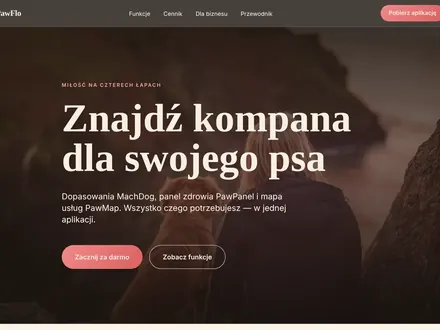 PawFlo
Funkcje Cennik Dla biznesu Przewodnik
Pobierz aplikację
MIŁOŚĆ NA CZTERECH ŁAPACH
Znajdź kompana
dla swojego psa
Dopasowania MachDog, panel zdrowia PawPanel i mapa
usług PawMap. Wszystko czego potrzebujesz — w jednej
aplikacji.
Zacznij za darmo
Zobacz funkcje